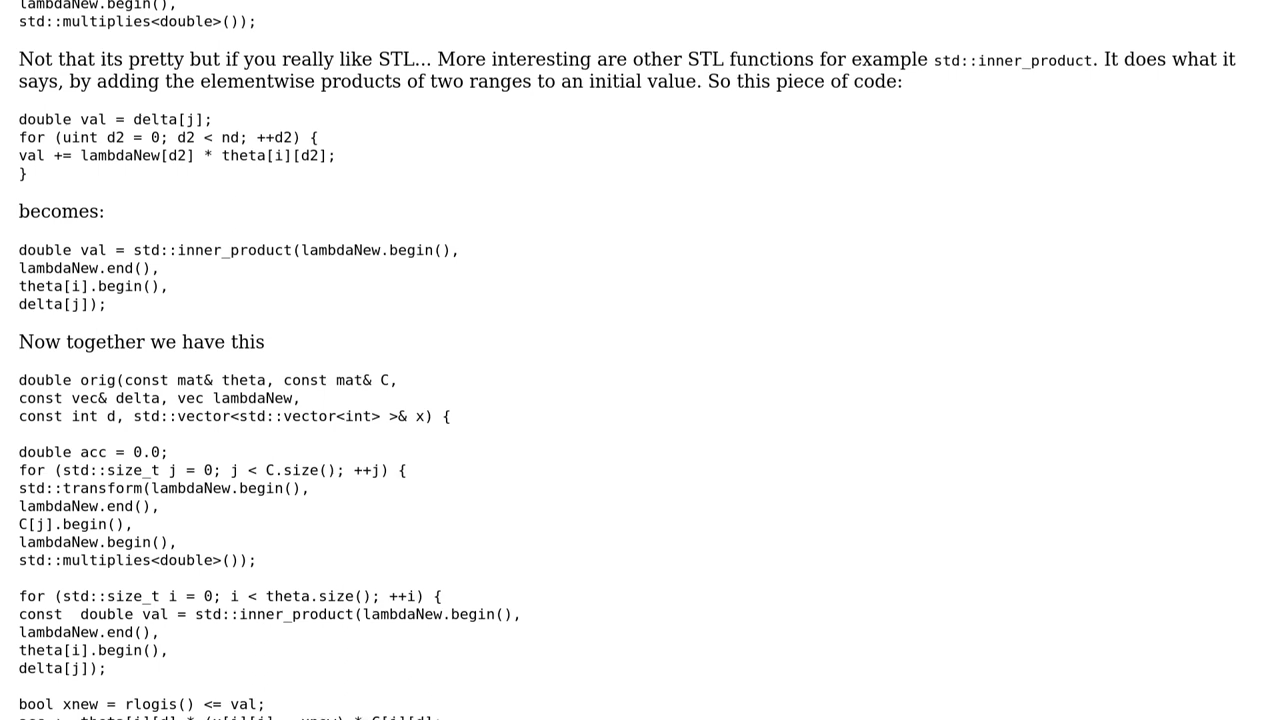 lambdaNew.begin(),
std::multiplies<double>());
Not that its pretty but if you really like STL... More interesting are other STL functions for example std::inner_product. It does what it
says, by adding the elementwise products of two ranges to an initial value. So this piece of code:
double val = delta[j];
for (uint d2 = 0; d2 < nd; ++d2) {
val += lambdaNew[d2] * theta[i][d2];
}
becomes:
double val = std::inner_product(lambdaNew.begin(),
lambdaNew.end(),
theta[i].begin(),
delta[j]);
Now together we have this
double orig(const mat& theta, const mat& C,
const vec& delta, vec lambdaNew,
const int d, std::vector<std::vector<int> >& x) {
double acc = 0.0;
for (std::size_t j = 0; j < C.size(); ++j) {
std::transform(lambdaNew.begin(),
lambdaNew.end(),
C[j].begin(),
lambdaNew.begin(),
std::multiplies<double>());
for (std::size_t i = 0; i < theta.size(); ++i) {
const  double val = std::inner_product(lambdaNew.begin(),
lambdaNew.end(),
theta[i].begin(),
delta[j]);
bool xnew = rlogis() <= val;